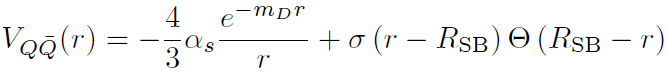 V_{Q\bar{Q}}(r) = -\frac{4}{3}\alpha_s \frac{e^{-m_D r}}{r} + \sigma (r - R_{\mathrm{SB}}) \Theta (R_{\mathrm{SB}} - r)